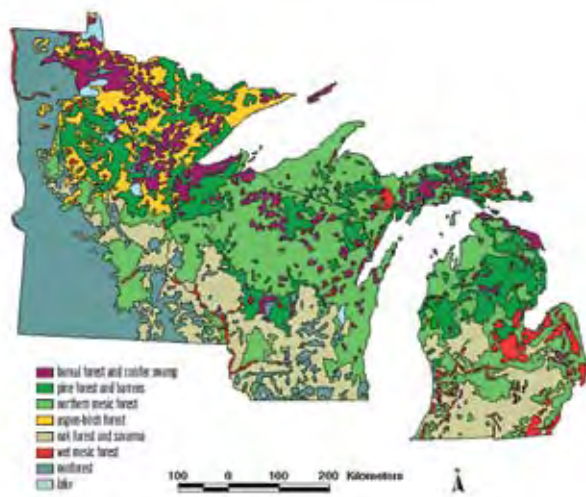 boreal forest and conifer swamp
pine forest and barrens
northern mesic forest
aspen-birch forest
oak forest and savanna
wet mesic forest
nonforest
lake
100 0 100 200 Kilometers